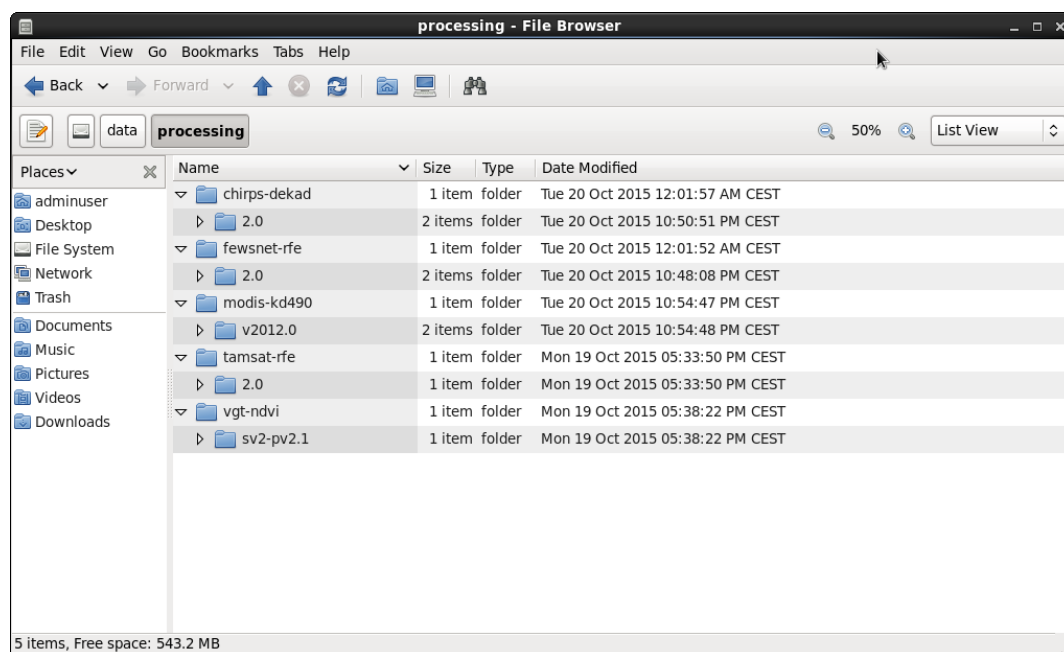 processing - File Browser
File Edit View Go Bookmarks Tabs Help
Back Forward
data processing 50% List View
Places Name Size Type Date Modified
adminuser
Desktop
File System
Network
Trash
Documents
Music
Pictures
Videos
Downloads
chirps-dekad 1 item folder Tue 20 Oct 2015 12:01:57 AM CEST
2.0 2 items folder Tue 20 Oct 2015 10:50:51 PM CEST
fewsnet-rfe 1 item folder Tue 20 Oct 2015 12:01:52 AM CEST
2.0 2 items folder Tue 20 Oct 2015 10:48:08 PM CEST
modis-kd490 1 item folder Tue 20 Oct 2015 10:54:47 PM CEST
v2012.0 2 items folder Tue 20 Oct 2015 10:54:48 PM CEST
tamsat-rfe 1 item folder Mon 19 Oct 2015 05:33:50 PM CEST
2.0 1 item folder Mon 19 Oct 2015 05:33:50 PM CEST
vgt-ndvi 1 item folder Mon 19 Oct 2015 05:38:22 PM CEST
sv2-pv2.1 1 item folder Mon 19 Oct 2015 05:38:22 PM CEST
5 items, Free space: 543.2 MB